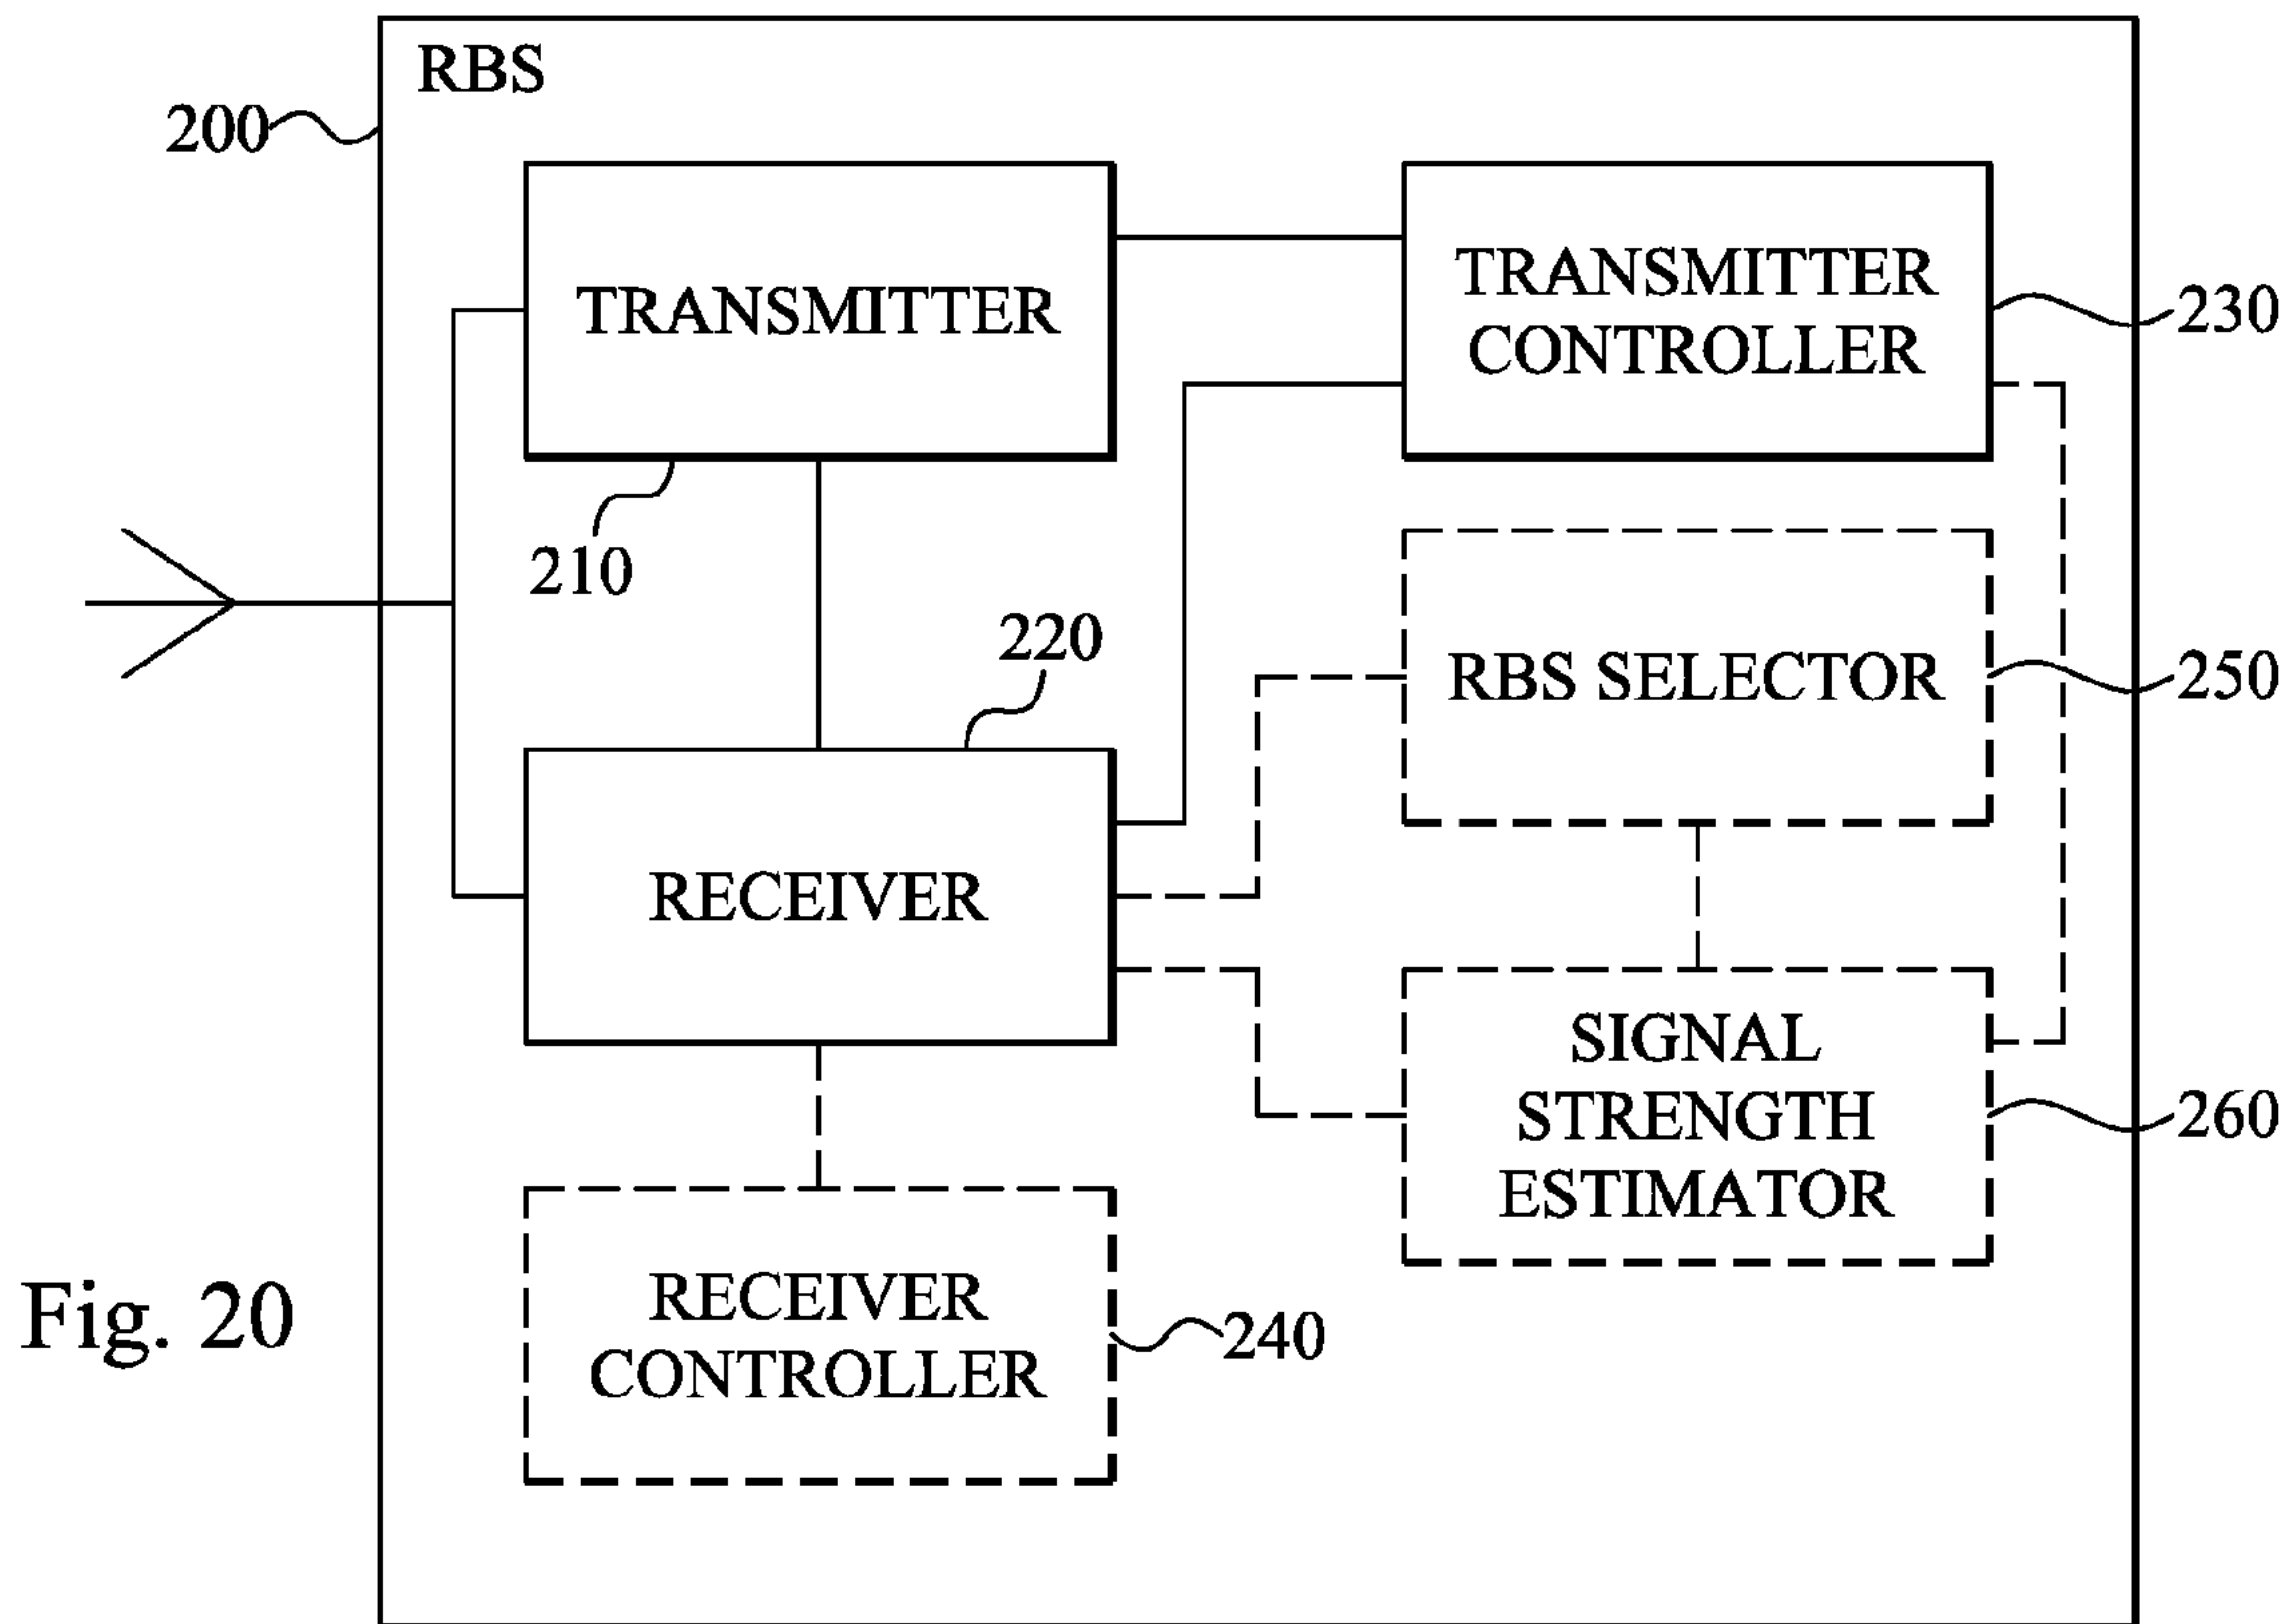 RBS
200
TRANSMITTER
TRANSMITTER
CONTROLLER
230
210
220
RBS SELECTOR
250
RECEIVER
SIGNAL
STRENGTH
ESTIMATOR
260
RECEIVER
CONTROLLER
240
Fig. 20